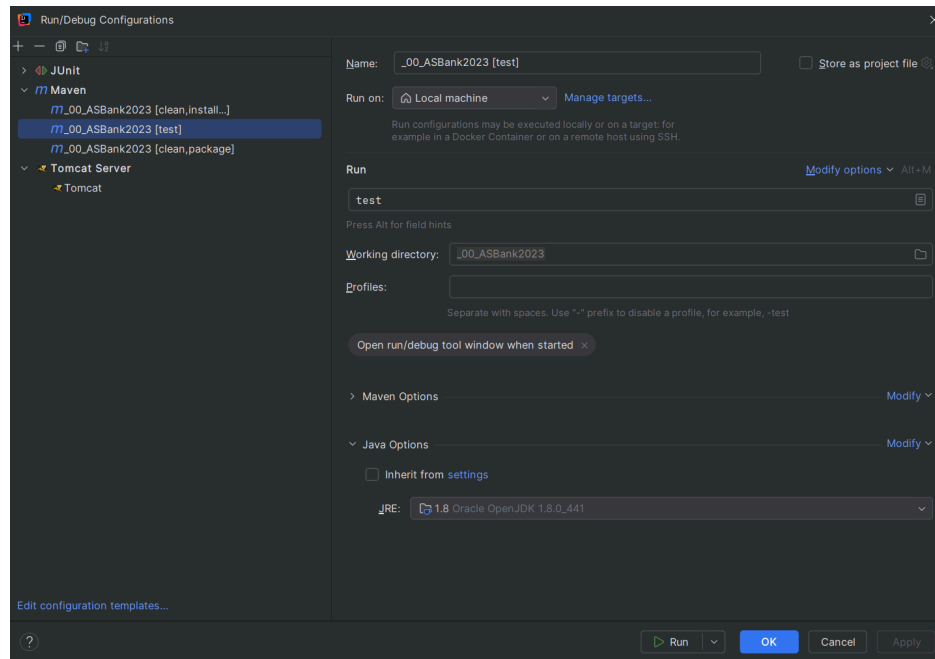 Run/Debug Configurations
JUnit
Maven
_00_ASBank2023 [clean,install...]
_00_ASBank2023 [test]
_00_ASBank2023 [clean,package]
Tomcat Server
Tomcat
Edit configuration templates...
Name: _00_ASBank2023 [test] Store as project file
Run on: Local machine Manage targets...
Run configurations may be executed locally or on a target: for
example in a Docker Container or on a remote host using SSH.
Run Modify options Alt+M
test
Press Alt for field hints
Working directory: _00_ASBank2023
Profiles:
Separate with spaces. Use "-" prefix to disable a profile, for example, -test
Open run/debug tool window when started ×
Maven Options Modify
Java Options Modify
Inherit from settings
JRE: 1.8 Oracle OpenJDK 1.8.0_441
? Run OK Cancel Apply